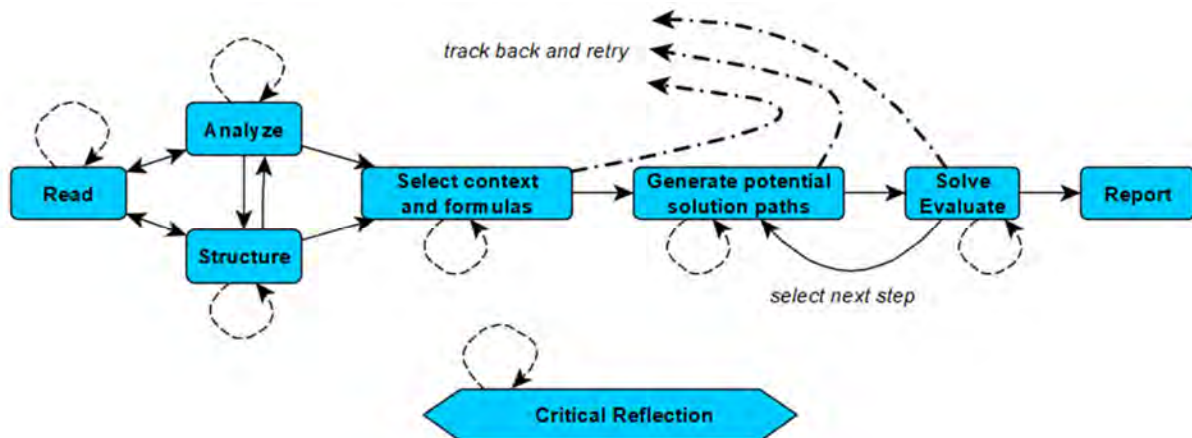 track back and retry
Analyze
Read
Select context
and formulas
Generate potential
solution paths
Solve
Evaluate
Report
Structure
select next step
Critical Reflection